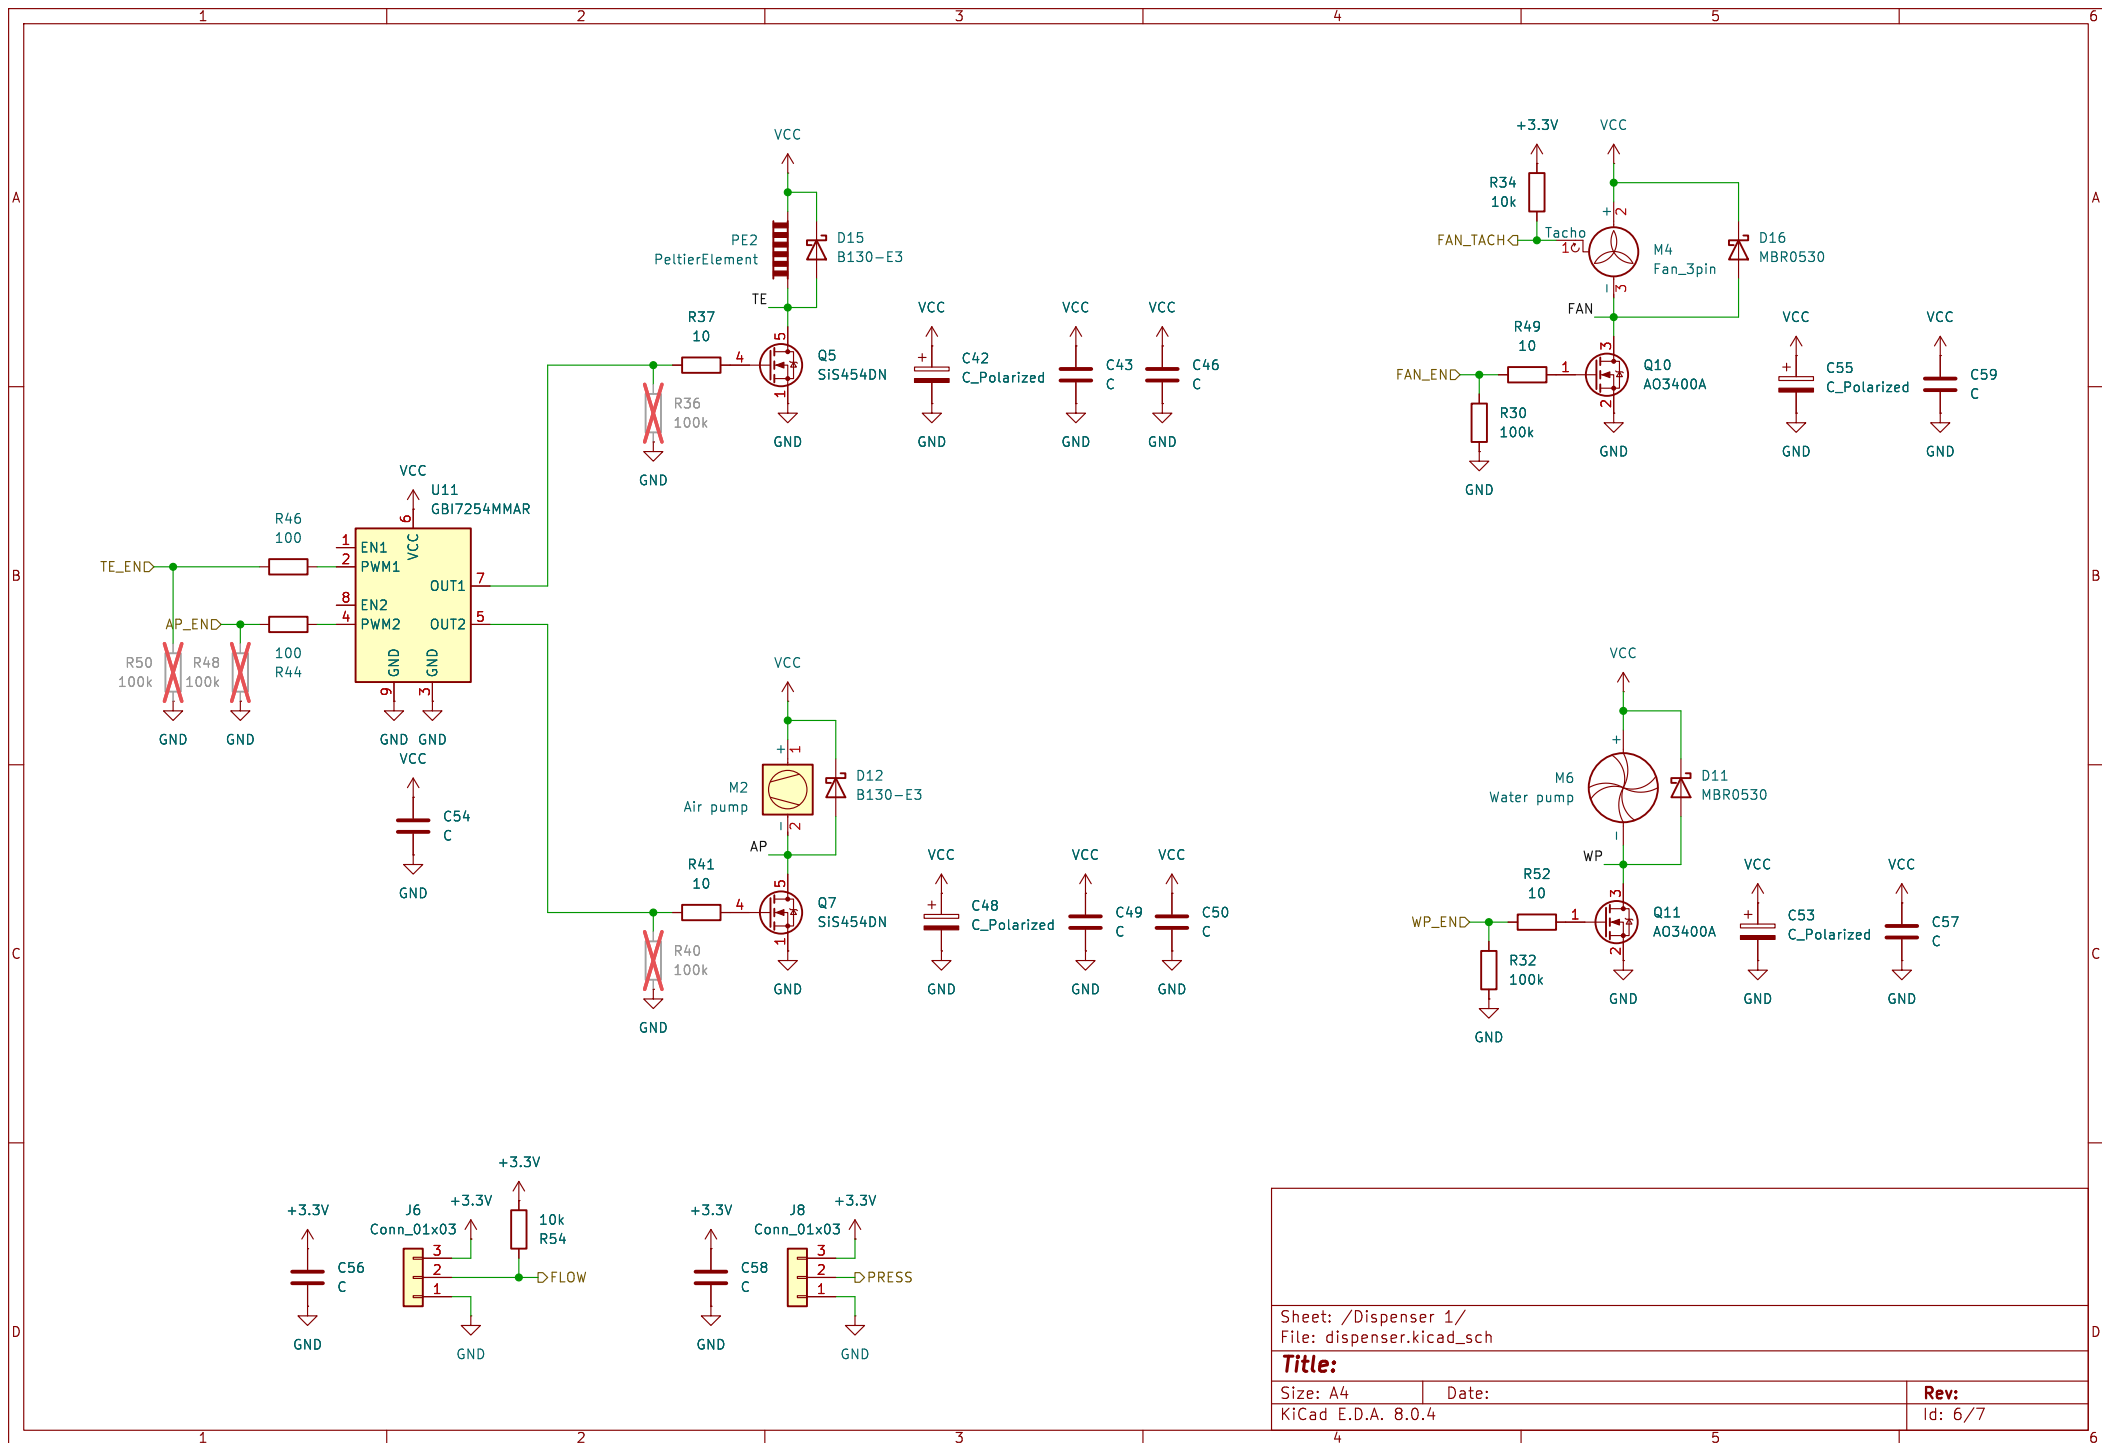 1 2 3 4 5 6
A
B
C
D
A
B
C
D
1 2 3 4 5 6
VCC
PE2
PeltierElement
D15
B130-E3
TE
R37
10
4
5
1
Q5
SiS454DN
GND
R36
100k
GND
VCC
+
C42
C_Polarized
GND
VCC
C43
C
GND
VCC
C46
C
GND
+3.3V
R34
10k
FAN_TACH
Tacho
1
VCC
+
2
M4
Fan_3pin
-
3
D16
MBR0530
FAN
R49
10
FAN_EN
1
3
2
Q10
AO3400A
GND
R30
100k
GND
VCC
+
C55
C_Polarized
GND
VCC
C59
C
GND
VCC
U11
GBI7254MMAR
6
VCC
1
EN1
2
PWM1
8
EN2
4
PWM2
OUT1
7
OUT2
5
GND
GND
9
3
GND
GND
R46
100
TE_EN
AP_EN
100
R44
R50
100k
R48
100k
GND
GND
VCC
C54
C
GND
VCC
+
1
M2
Air pump
-
2
D12
B130-E3
AP
R41
10
4
5
1
Q7
SiS454DN
GND
R40
100k
GND
VCC
+
C48
C_Polarized
GND
VCC
C49
C
GND
VCC
C50
C
GND
VCC
+
M6
Water pump
-
D11
MBR0530
WP
R52
10
WP_EN
1
3
2
Q11
AO3400A
GND
R32
100k
GND
VCC
+
C53
C_Polarized
GND
VCC
C57
C
GND
+3.3V
C56
C
GND
J6
Conn_01x03
+3.3V
3
2
1
GND
+3.3V
10k
R54
FLOW
+3.3V
C58
C
GND
J8
Conn_01x03
+3.3V
3
2
1
PRESS
GND
Sheet: /Dispenser 1/
File: dispenser.kicad_sch
Title:
Size: A4 Date: Rev:
KiCad E.D.A. 8.0.4 Id: 6/7